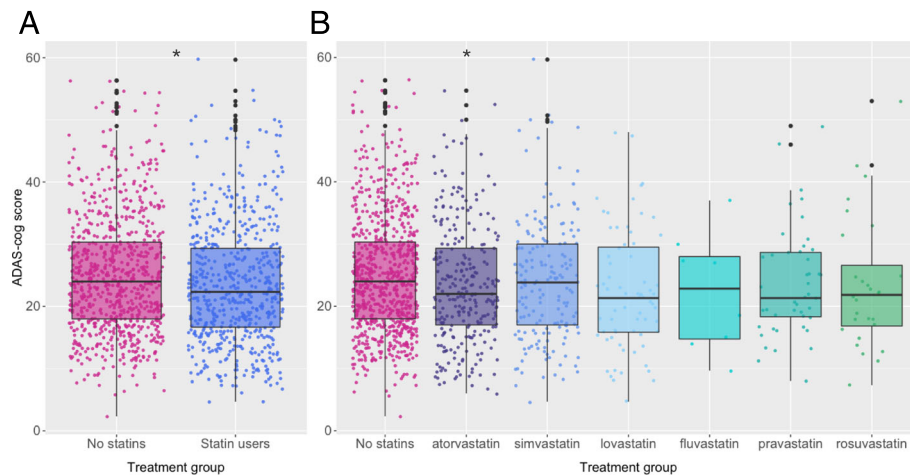 A
B
*
*
60
40
20
0
ADAS-cog score
No statins Statin users
Treatment group
60
40
20
0
No statins atorvastatin simvastatin lovastatin fluvastatin pravastatin rosuvastatin
Treatment group